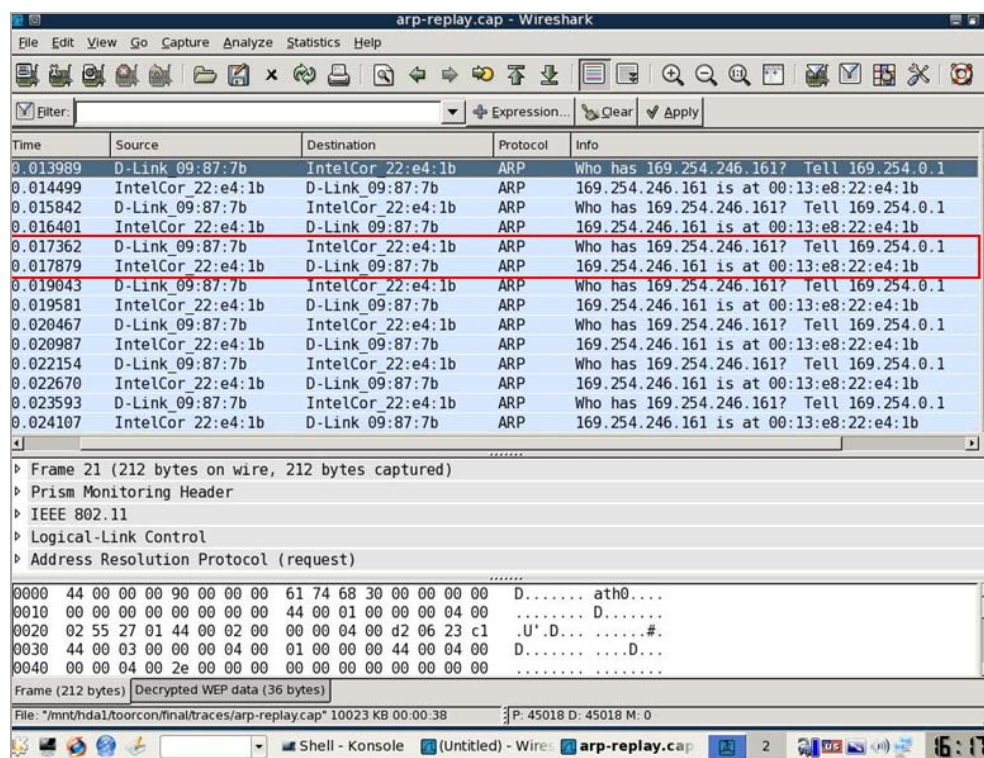 arp-replay.cap - Wireshark
File Edit View Go Capture Analyze Statistics Help
Filter: Expression... Clear Apply
Time Source Destination Protocol Info
0.013989 D-Link_09:87:7b IntelCor_22:e4:1b ARP Who has 169.254.246.161? Tell 169.254.0.1
0.014499 IntelCor_22:e4:1b D-Link_09:87:7b ARP 169.254.246.161 is at 00:13:e8:22:e4:1b
0.015842 D-Link_09:87:7b IntelCor_22:e4:1b ARP Who has 169.254.246.161? Tell 169.254.0.1
0.016401 IntelCor_22:e4:1b D-Link_09:87:7b ARP 169.254.246.161 is at 00:13:e8:22:e4:1b
0.017362 D-Link_09:87:7b IntelCor_22:e4:1b ARP Who has 169.254.246.161? Tell 169.254.0.1
0.017879 IntelCor_22:e4:1b D-Link_09:87:7b ARP 169.254.246.161 is at 00:13:e8:22:e4:1b
0.019043 D-Link_09:87:7b IntelCor_22:e4:1b ARP Who has 169.254.246.161? Tell 169.254.0.1
0.019581 IntelCor_22:e4:1b D-Link_09:87:7b ARP 169.254.246.161 is at 00:13:e8:22:e4:1b
0.020467 D-Link_09:87:7b IntelCor_22:e4:1b ARP Who has 169.254.246.161? Tell 169.254.0.1
0.020987 IntelCor_22:e4:1b D-Link_09:87:7b ARP 169.254.246.161 is at 00:13:e8:22:e4:1b
0.022154 D-Link_09:87:7b IntelCor_22:e4:1b ARP Who has 169.254.246.161? Tell 169.254.0.1
0.022670 IntelCor_22:e4:1b D-Link_09:87:7b ARP 169.254.246.161 is at 00:13:e8:22:e4:1b
0.023593 D-Link_09:87:7b IntelCor_22:e4:1b ARP Who has 169.254.246.161? Tell 169.254.0.1
0.024107 IntelCor_22:e4:1b D-Link_09:87:7b ARP 169.254.246.161 is at 00:13:e8:22:e4:1b
Frame 21 (212 bytes on wire, 212 bytes captured)
Prism Monitoring Header
IEEE 802.11
Logical-Link Control
Address Resolution Protocol (request)
0000 44 00 00 00 90 00 00 00 61 74 68 30 00 00 00 00 D....... ath0....
0010 00 00 00 00 00 00 00 00 44 00 01 00 00 00 04 00 ........ D.......
0020 02 55 27 01 44 00 02 00 00 00 04 00 d2 06 23 c1 .U'.D... ......#.
0030 44 00 03 00 00 00 04 00 01 00 00 00 44 00 04 00 D....... ....D...
0040 00 00 04 00 2e 00 00 00 00 00 00 00 00 00 00 00 ........ ........
Frame (212 bytes) Decrypted WEP data (36 bytes)
File: "/mnt/hda1/toorcon/final/traces/arp-replay.cap" 10023 KB 00:00:38 P: 45018 D: 45018 M: 0
Shell - Konsole (Untitled) - Wires arp-replay.cap 2 us 16:17